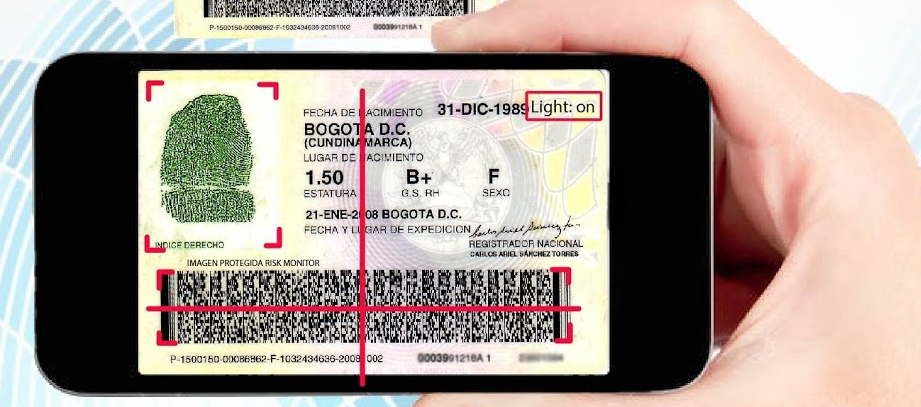 P-1500150-00086862-F-1032434636-20081002 0003991218A 1
FECHA DE NACIMIENTO 31-DIC-1989
Light: on
BOGOTA D.C.
(CUNDINAMARCA)
LUGAR DE NACIMIENTO
1.50 B+ F
ESTATURA G.S. RH SEXO
21-ENE-2008 BOGOTA D.C.
FECHA Y LUGAR DE EXPEDICION
REGISTRADOR NACIONAL
CARLOS ARIEL SÁNCHEZ TORRES
INDICE DERECHO
IMAGEN PROTEGIDA RISK MONITOR
P-1500150-00086862-F-1032434636-20081002 0003991218A 1